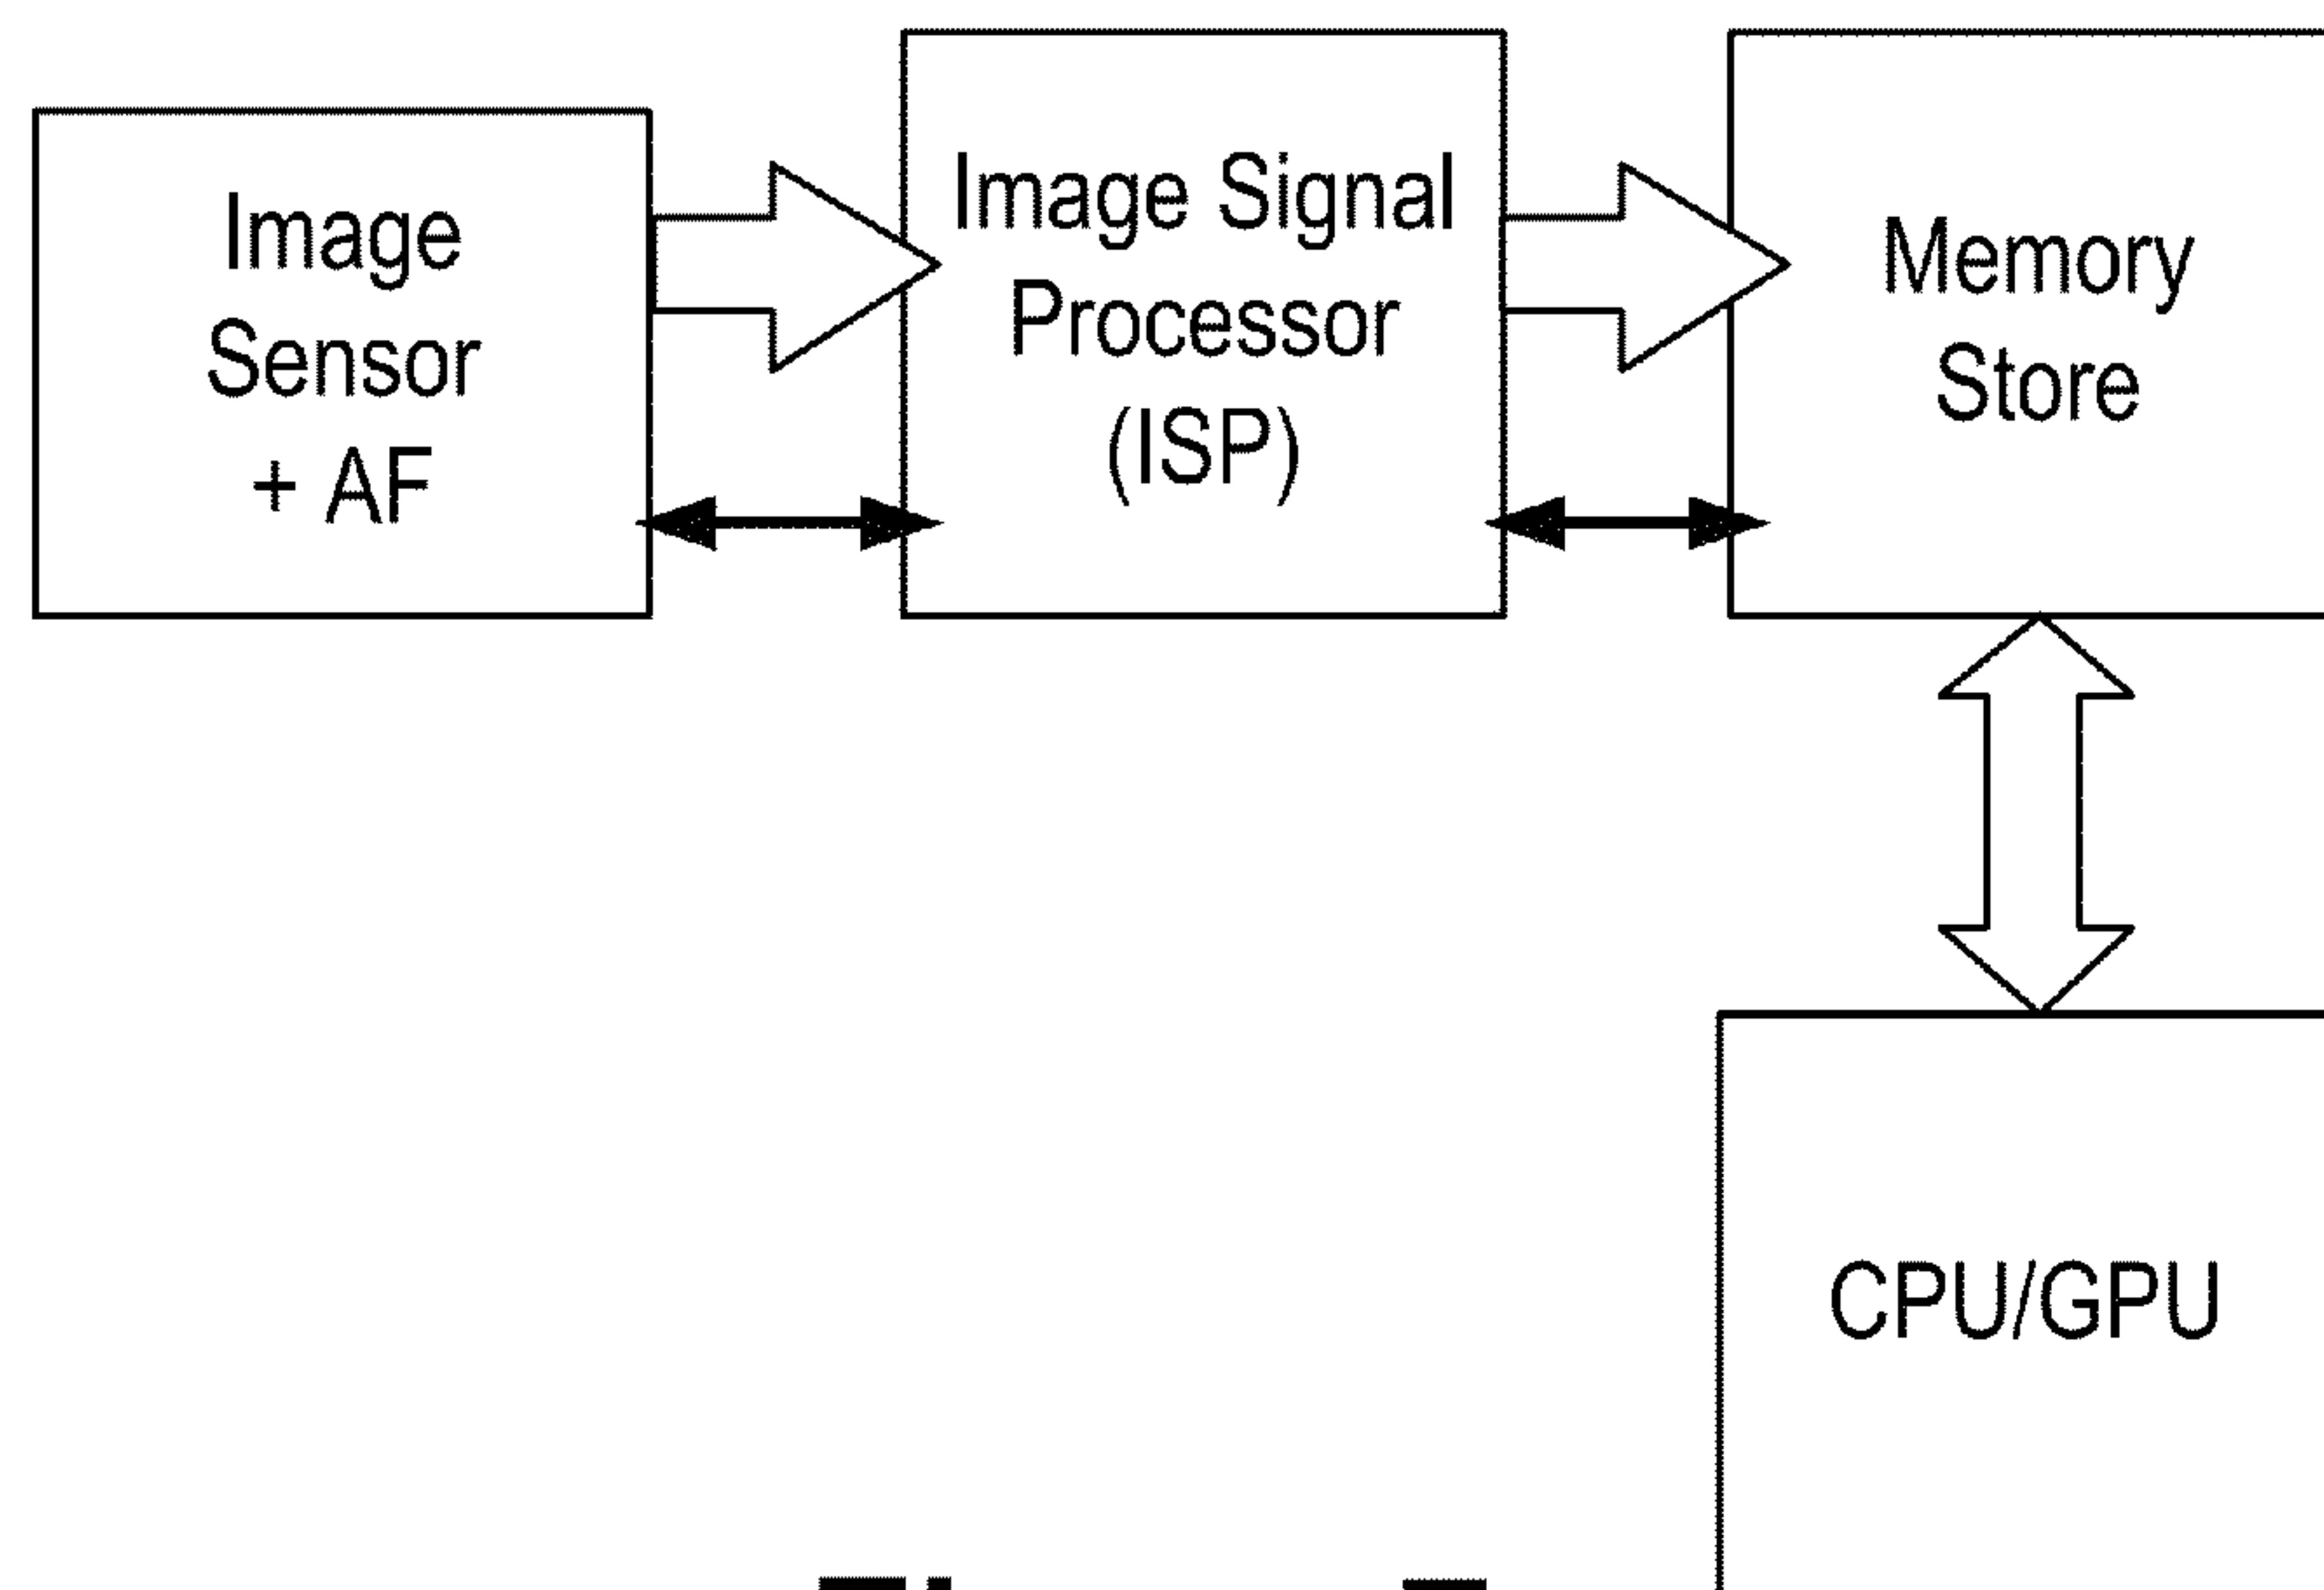 Image
Sensor
+ AF
Image Signal
Processor
(ISP)
Memory
Store
CPU/GPU